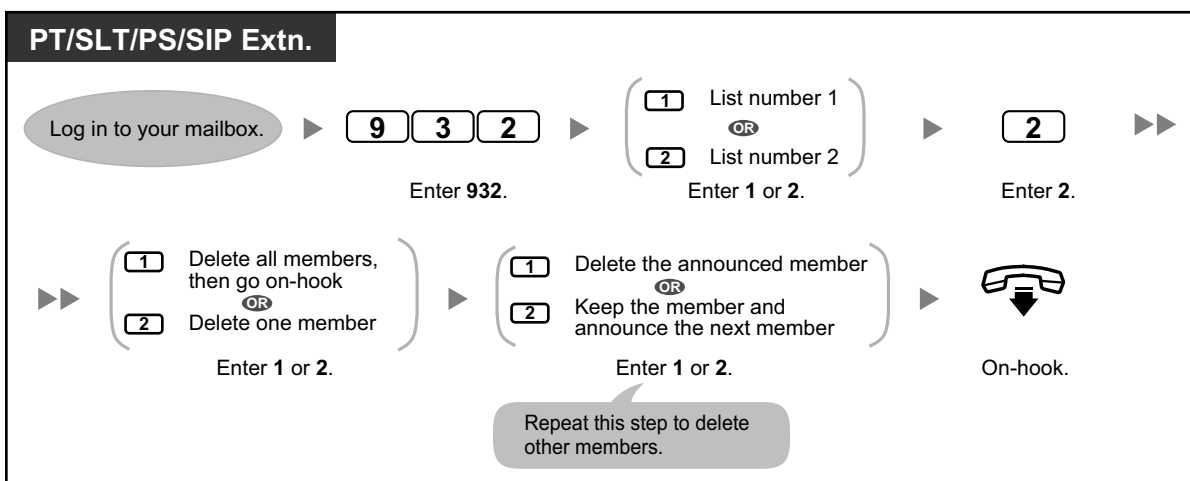 PT/SLT/PS/SIP Extn.
Log in to your mailbox.
9 3 2
Enter 932.
1 List number 1
OR
2 List number 2
Enter 1 or 2.
2
Enter 2.
1 Delete all members,
then go on-hook
OR
2 Delete one member
Enter 1 or 2.
1 Delete the announced member
OR
2 Keep the member and
announce the next member
Enter 1 or 2.
Repeat this step to delete
other members.
On-hook.